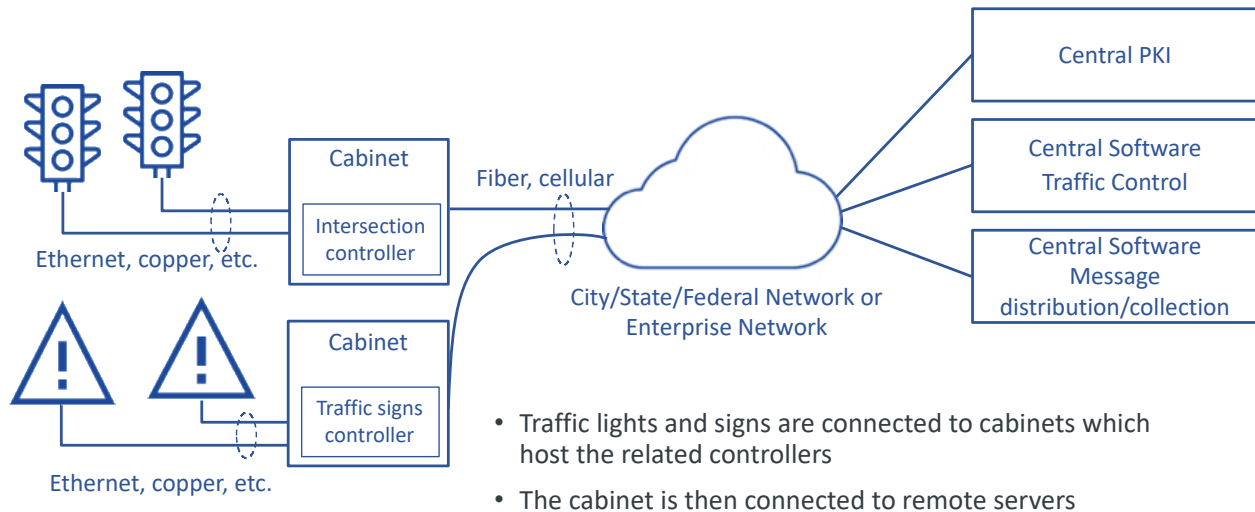 Central PKI
Cabinet
Intersection
controller
Ethernet, copper, etc.
Fiber, cellular
Central Software
Traffic Control
City/State/Federal Network or
Enterprise Network
Central Software
Message
distribution/collection
Cabinet
Traffic signs
controller
Ethernet, copper, etc.
• Traffic lights and signs are connected to cabinets which
host the related controllers
• The cabinet is then connected to remote servers